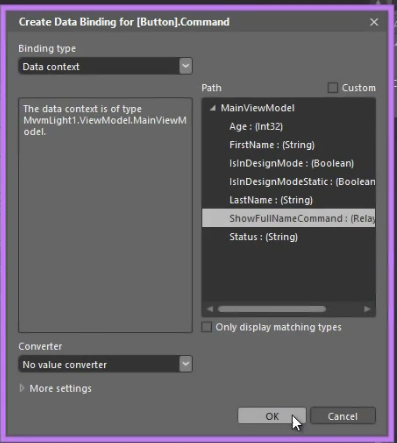 Create Data Binding for [Button].Command
Binding type
Data context
Path
Custom
The data context is of type
MvvmLight1.ViewModel.MainViewM
odel.
MainViewModel
Age : (Int32)
FirstName : (String)
IsInDesignMode : (Boolean)
IsInDesignModeStatic : (Boolean
LastName : (String)
ShowFullNameCommand : (Relay
Status : (String)
Only display matching types
Converter
No value converter
More settings
OK
Cancel